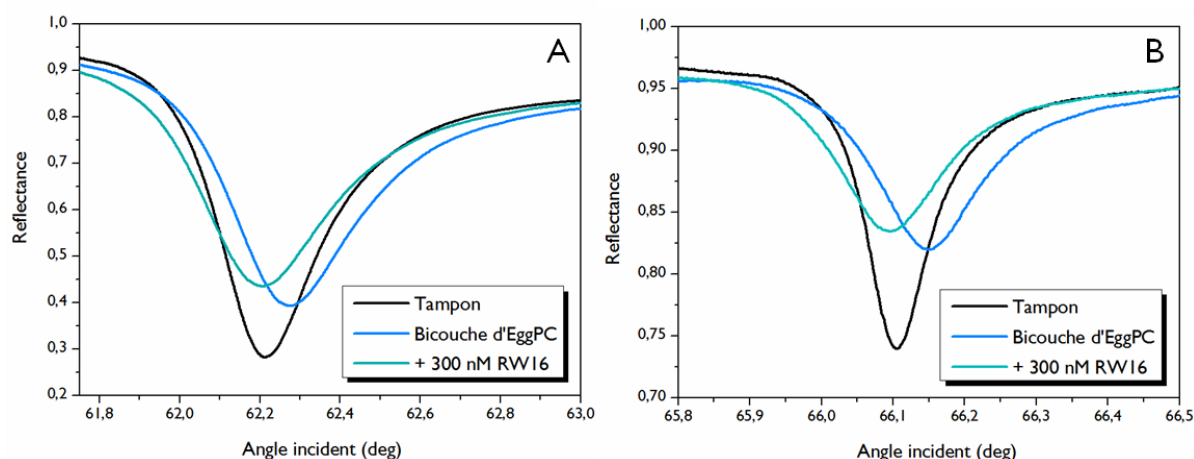 A
1,0
0,9
0,8
0,7
0,6
0,5
0,4
0,3
0,2
Reflectance
61,8 62,0 62,2 62,4 62,6 62,8 63,0
Angle incident (deg)
Tampon
Bicouche d'EggPC
+ 300 nM RW16
B
1,00
0,95
0,90
0,85
0,80
0,75
0,70
Reflectance
65,8 65,9 66,0 66,1 66,2 66,3 66,4 66,5
Angle incident (deg)
Tampon
Bicouche d'EggPC
+ 300 nM RW16